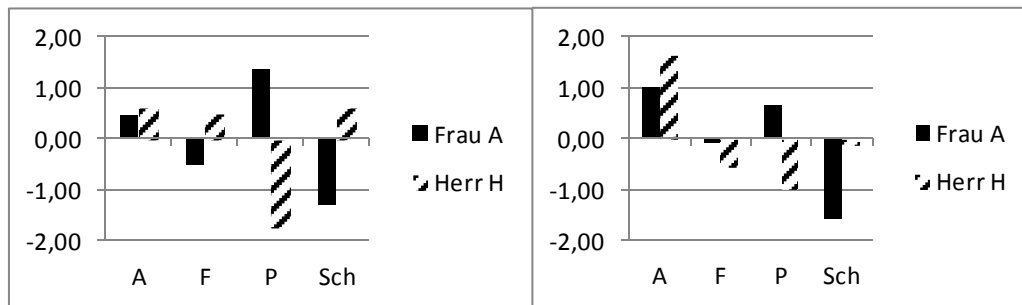 2,00
1,00
0,00
-1,00
-2,00
A F P Sch
Frau A
Herr H
2,00
1,00
0,00
-1,00
-2,00
A F P Sch
Frau A
Herr H